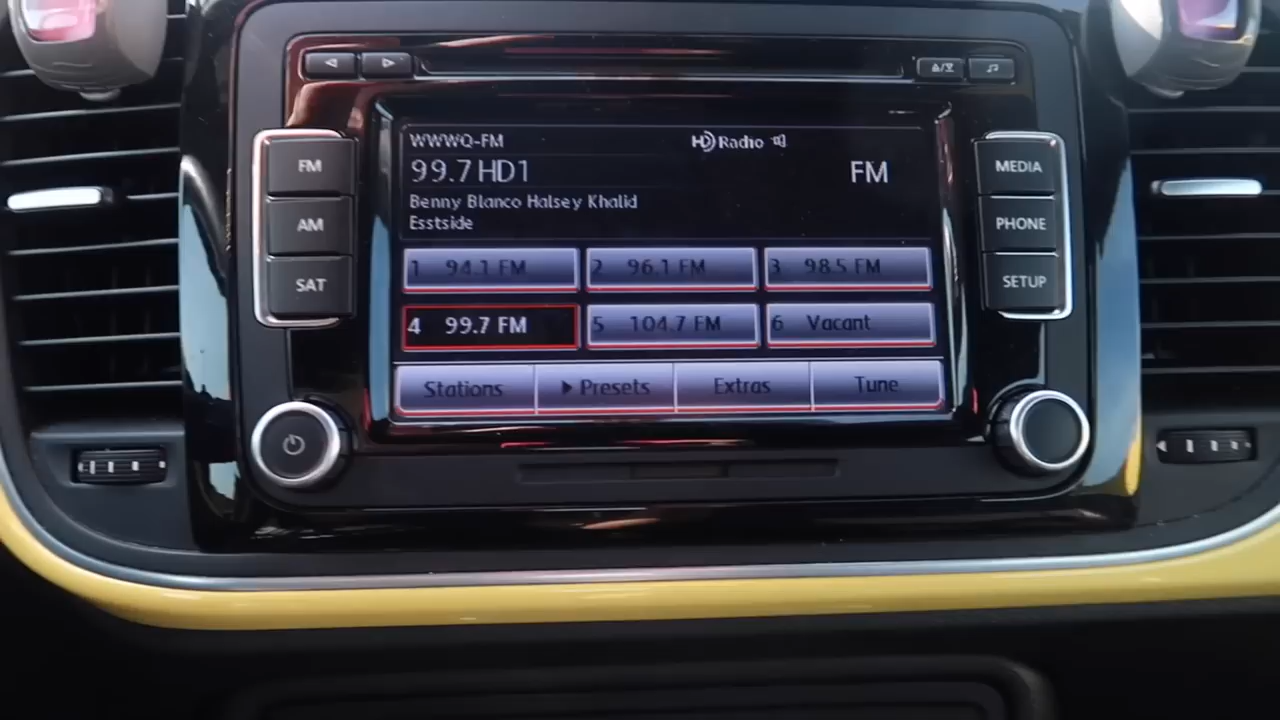 WWWQ-FM HD Radio
99.7 HD1 FM
Benny Blanco Halsey Khalid
Esstside
1 94.1 FM 2 96.1 FM 3 98.5 FM
4 99.7 FM 5 104.7 FM 6 Vacant
Stations Presets Extras Tune
FM
AM
SAT
MEDIA
PHONE
SETUP